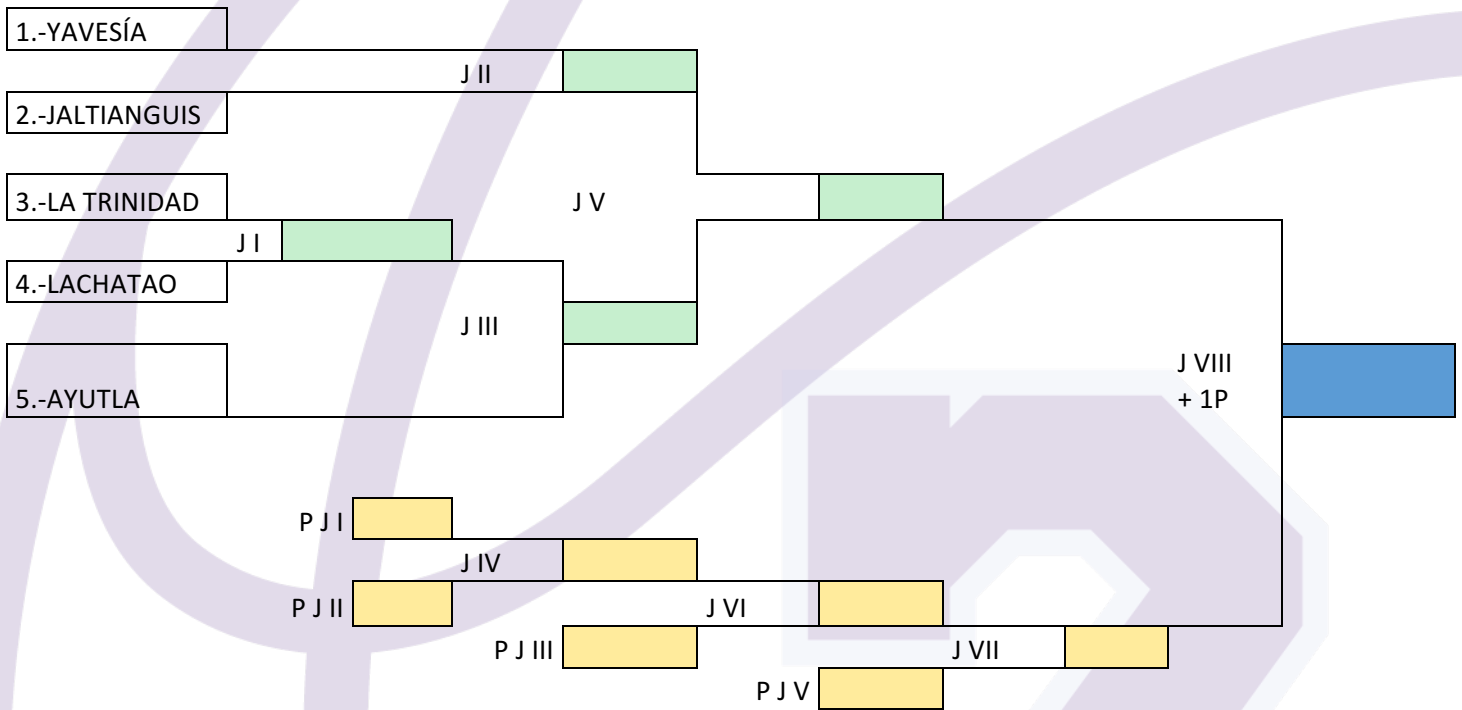 1.-YAVESÍA
J II
2.-JALTIANGUIS
3.-LA TRINIDAD
J V
J I
4.-LACHATAO
J III
J VIII
+ 1P
5.-AYUTLA
P J I
J IV
P J II
J VI
P J III
J VII
P J V